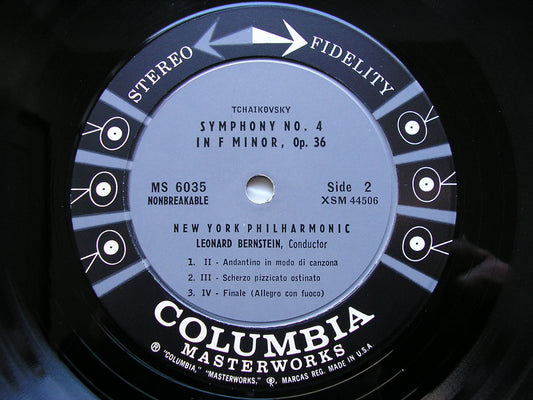 STEREO FIDELITY
TCHAIKOVSKY
SYMPHONY NO. 4
IN F MINOR, Op. 36
MS 6035
NONBREAKABLE
Side 2
XSM 44506
NEW YORK PHILHARMONIC
LEONARD BERNSTEIN, Conductor
1. II - Andantino in modo di canzona
2. III - Scherzo pizzicato ostinato
3. IV - Finale (Allegro con fuoco)
COLUMBIA
MASTERWORKS
® "COLUMBIA," "MASTERWORKS," MARCAS REG. MADE IN U.S.A.